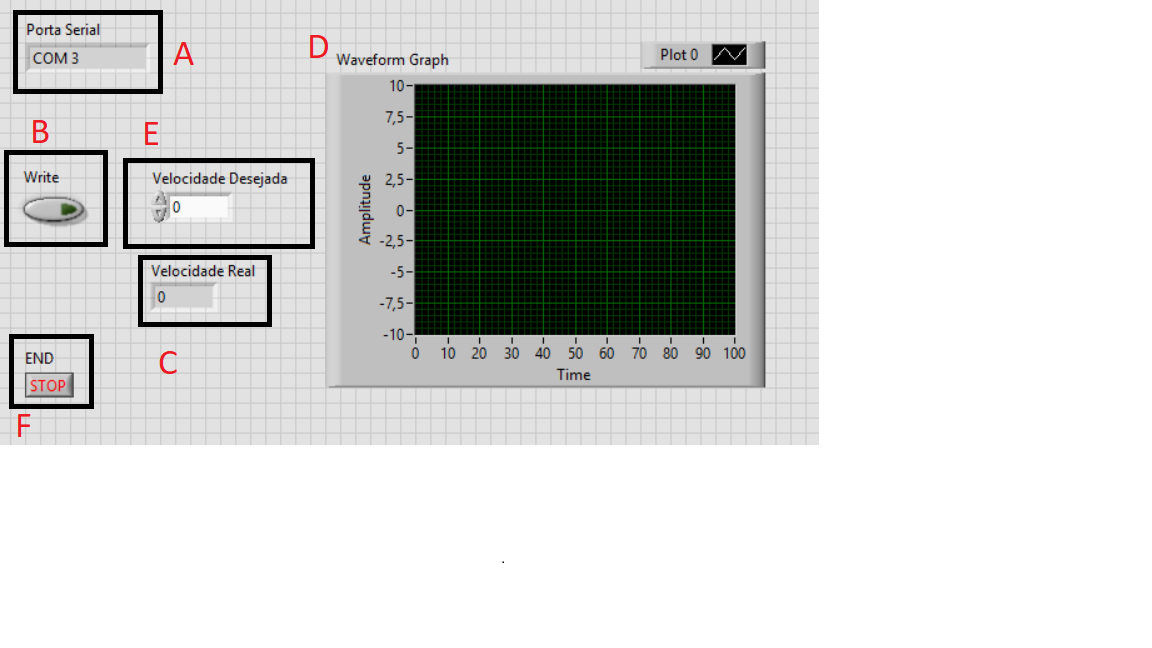 Porta Serial
COM 3
A
D
Waveform Graph
Plot 0
B
E
Write
Velocidade Desejada
0
Velocidade Real
0
C
END
STOP
F
Amplitude
10
7,5
5
2,5
0
-2,5
-5
-7,5
-10
0 10 20 30 40 50 60 70 80 90 100
Time